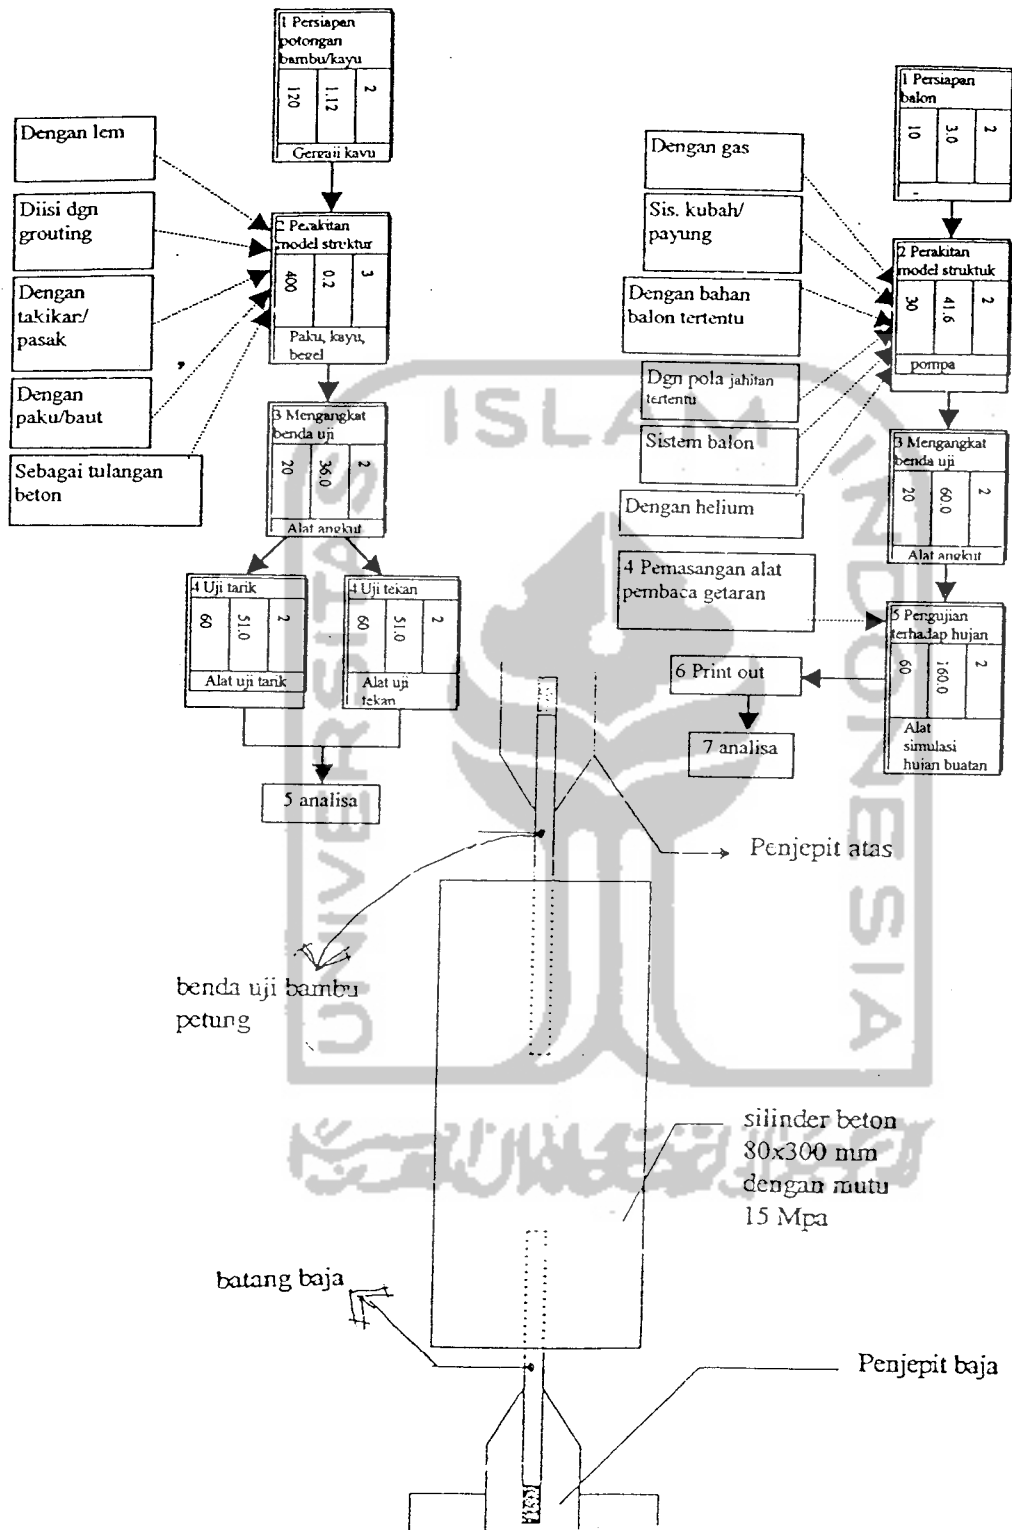 1 Persiapan
potongan
bambu/kayu
120
1.12
2
Gergaji kayu
Dengan lem
Diisi dgn
grouting
Dengan
takikar/
pasak
Dengan
paku/baut
Sebagai tulangan
beton
2 Perakitan
model struktur
400
0.2
3
Paku, kayu,
begel
3 Mengangkat
benda uji
20
36.0
2
Alat angkut
4 Uji tarik
60
51.0
2
Alat uji tarik
4 Uji tekan
60
51.0
2
Alat uji
tekan
5 analisa
1 Persiapan
balon
10
3.0
2
-
Dengan gas
Sis. kubah/
payung
Dengan bahan
balon tertentu
Dgn pola jahitan
tertentu
Sistem balon
Dengan helium
2 Perakitan
model struktuk
30
41.6
2
pompa
3 Mengangkat
benda uji
20
60.0
2
Alat angkut
4 Pemasangan alat
pembaca getaran
5 Pengujian
terhadap hujan
60
160.0
2
Alat
simulasi
hujan buatan
6 Print out
7 analisa
Penjepit atas
benda uji bambu
petung
silinder beton
80x300 mm
dengan mutu
15 Mpa
batang baja
Penjepit baja
UNIVERSITAS
ISLAM
INDONESIA